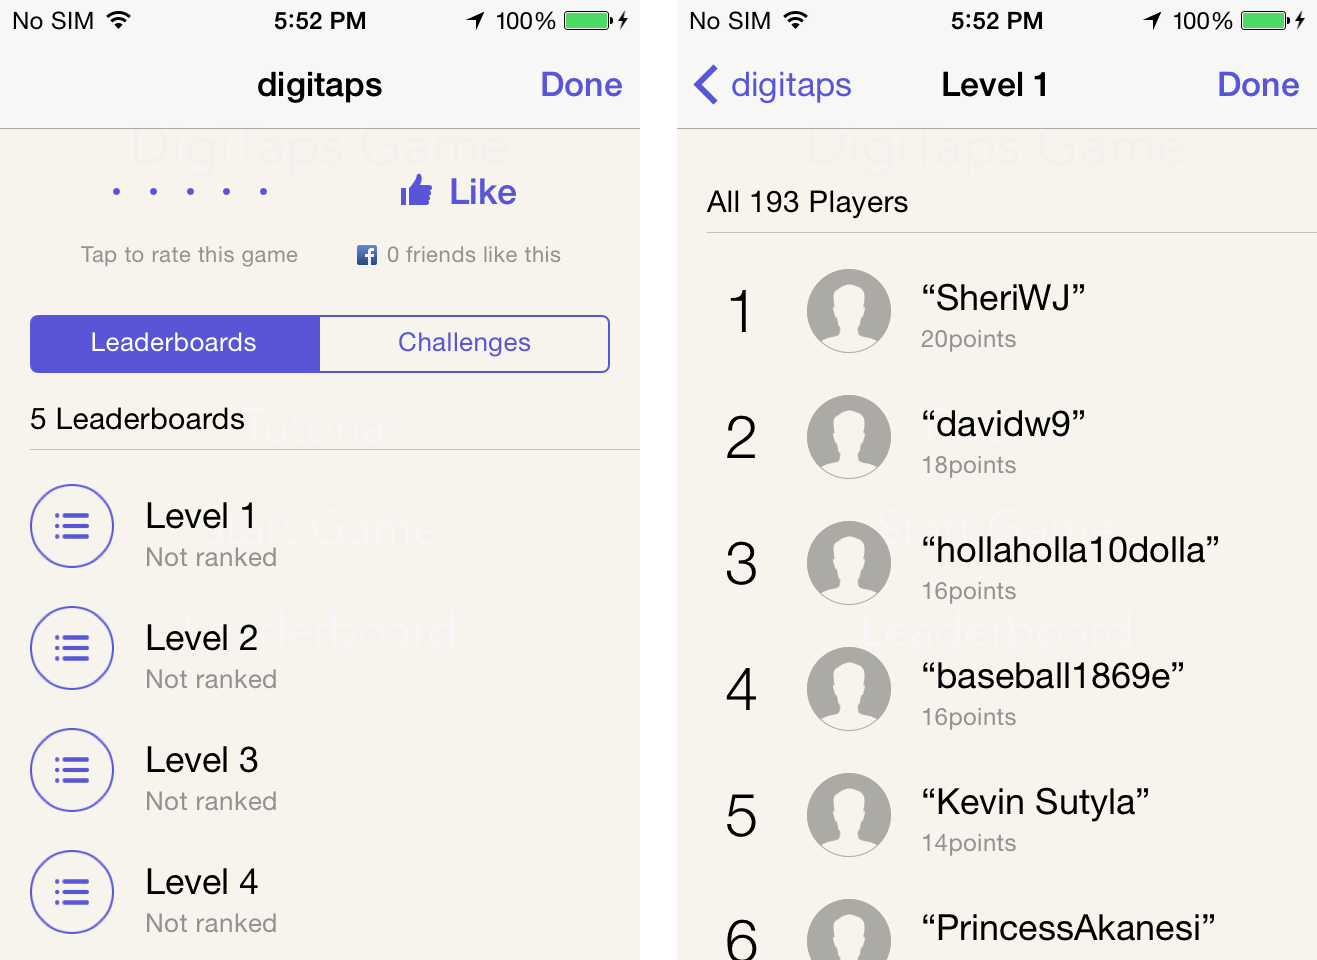 No SIM 5:52 PM 100%
digitaps Done
DigiTaps Game
Like
Tap to rate this game 0 friends like this
Leaderboards Challenges
5 Leaderboards
Tutorial
Level 1
Start Game
Not ranked
Level 2
Leaderboard
Not ranked
Level 3
Not ranked
Level 4
Not ranked
No SIM 5:52 PM 100%
digitaps Level 1 Done
DigiTaps Game
All 193 Players
1 “SheriWJ”
20points
2 “davidw9”
18points
Start Game
3 “hollaholla10dolla”
16points
Leaderboard
4 “baseball1869e”
16points
5 “Kevin Sutyla”
14points
6 “PrincessAkanesi”